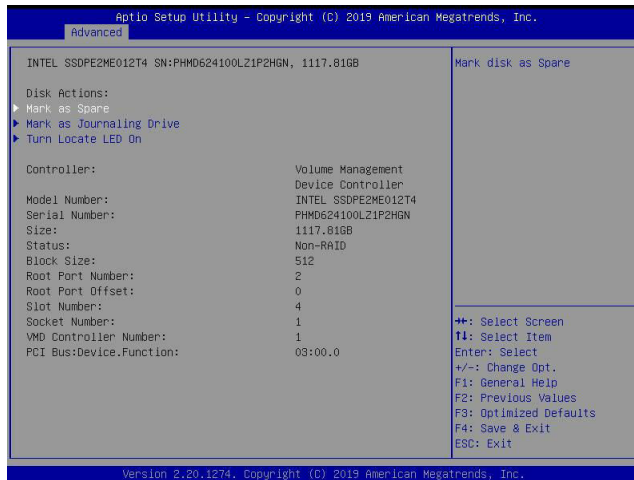 Aptio Setup Utility – Copyright (C) 2019 American Megatrends, Inc.
Advanced
INTEL SSDPE2ME012T4 SN:PHMD624100LZ1P2HGN, 1117.81GB
Mark disk as Spare
Disk Actions:
Mark as Spare
Mark as Journaling Drive
Turn Locate LED On
Controller: Volume Management
Device Controller
Model Number: INTEL SSDPE2ME012T4
Serial Number: PHMD624100LZ1P2HGN
Size: 1117.81GB
Status: Non-RAID
Block Size: 512
Root Port Number: 2
Root Port Offset: 0
Slot Number: 4
Socket Number: 1
VMD Controller Number: 1
PCI Bus:Device.Function: 03:00.0
→←: Select Screen
↑↓: Select Item
Enter: Select
+/-: Change Opt.
F1: General Help
F2: Previous Values
F3: Optimized Defaults
F4: Save & Exit
ESC: Exit
Version 2.20.1274. Copyright (C) 2019 American Megatrends, Inc.